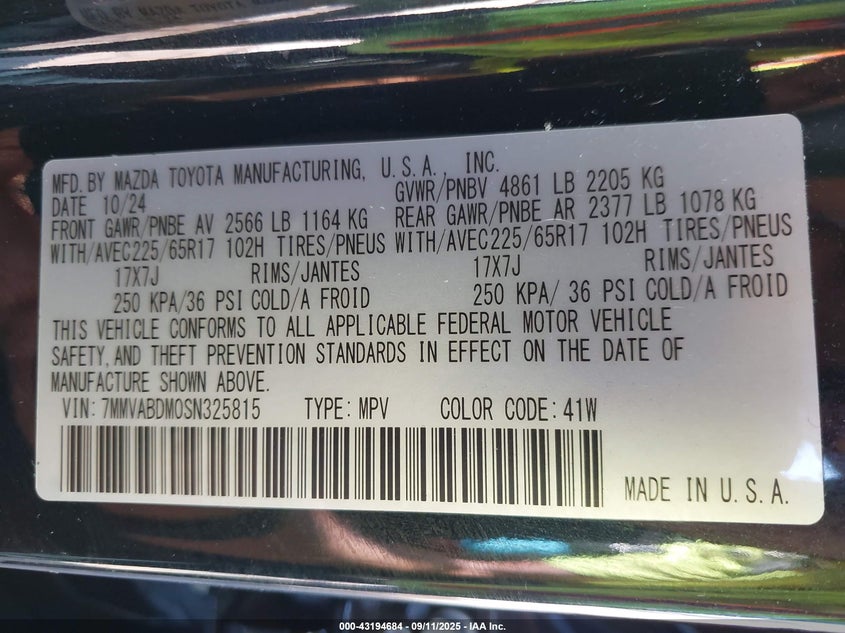 MFD. BY MAZDA TOYOTA
MFD. BY MAZDA TOYOTA MANUFACTURING, U.S.A., INC.
DATE 10/24 GVWR/PNBV 4861 LB 2205 KG
FRONT GAWR/PNBE AV 2566 LB 1164 KG REAR GAWR/PNBE AR 2377 LB 1078 KG
WITH/AVEC225/65R17 102H TIRES/PNEUS WITH/AVEC225/65R17 102H TIRES/PNEUS
17X7J RIMS/JANTES 17X7J RIMS/JANTES
250 KPA/36 PSI COLD/A FROID 250 KPA/ 36 PSI COLD/A FROID
THIS VEHICLE CONFORMS TO ALL APPLICABLE FEDERAL MOTOR VEHICLE
SAFETY, AND THEFT PREVENTION STANDARDS IN EFFECT ON THE DATE OF
MANUFACTURE SHOWN ABOVE.
VIN: 7MMVABDM0SN325815 TYPE: MPV COLOR CODE: 41W
MADE IN U.S.A.
000-43194684 - 09/11/2025 - IAA Inc.